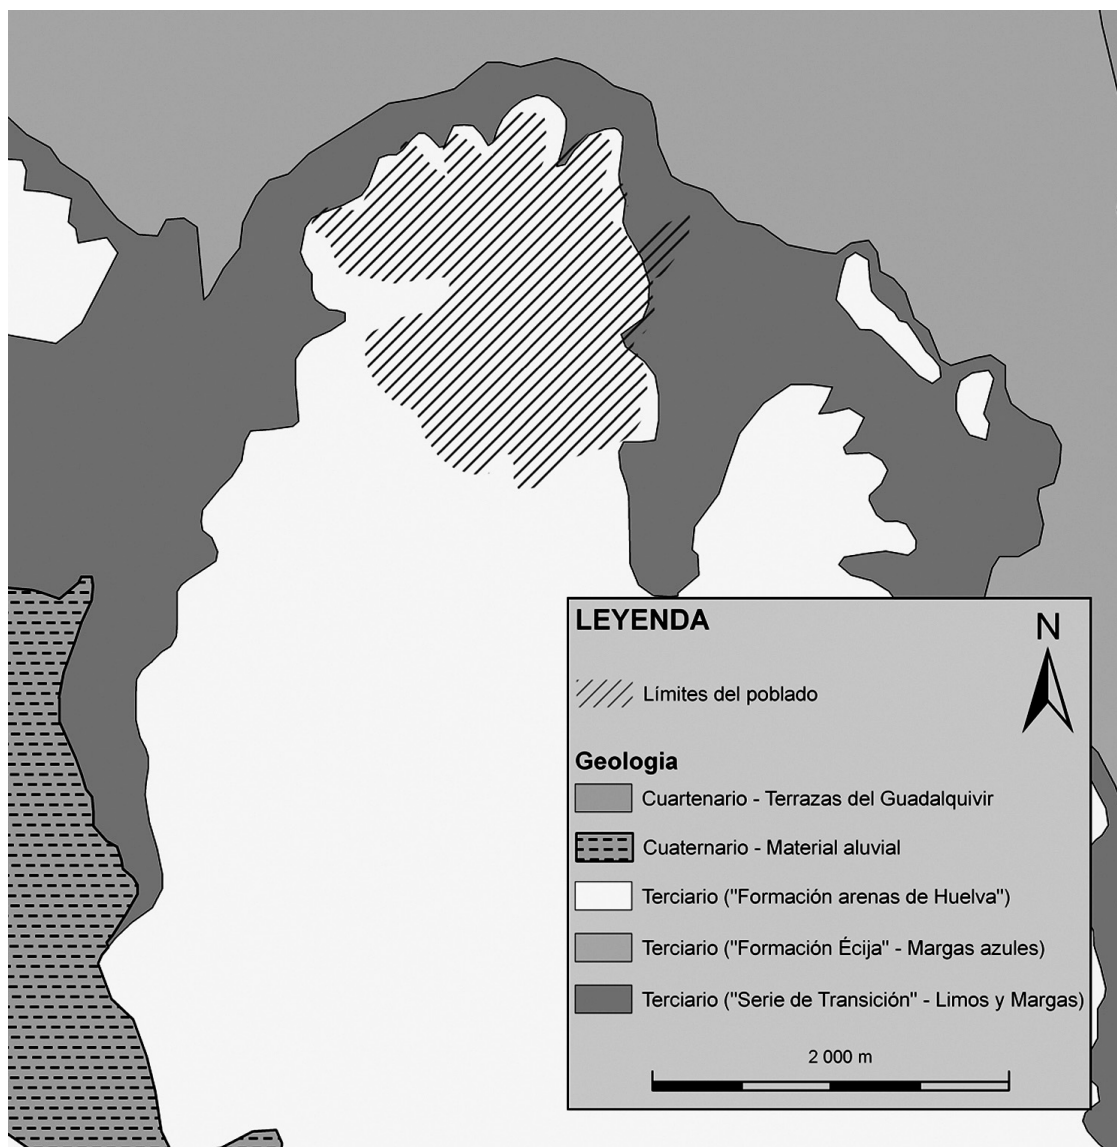 LEYENDA
N
Límites del poblado
Geologia
Cuartenario - Terrazas del Guadalquivir
Cuaternario - Material aluvial
Terciario ("Formación arenas de Huelva")
Terciario ("Formación Écija" - Margas azules)
Terciario ("Serie de Transición" - Limos y Margas)
2 000 m